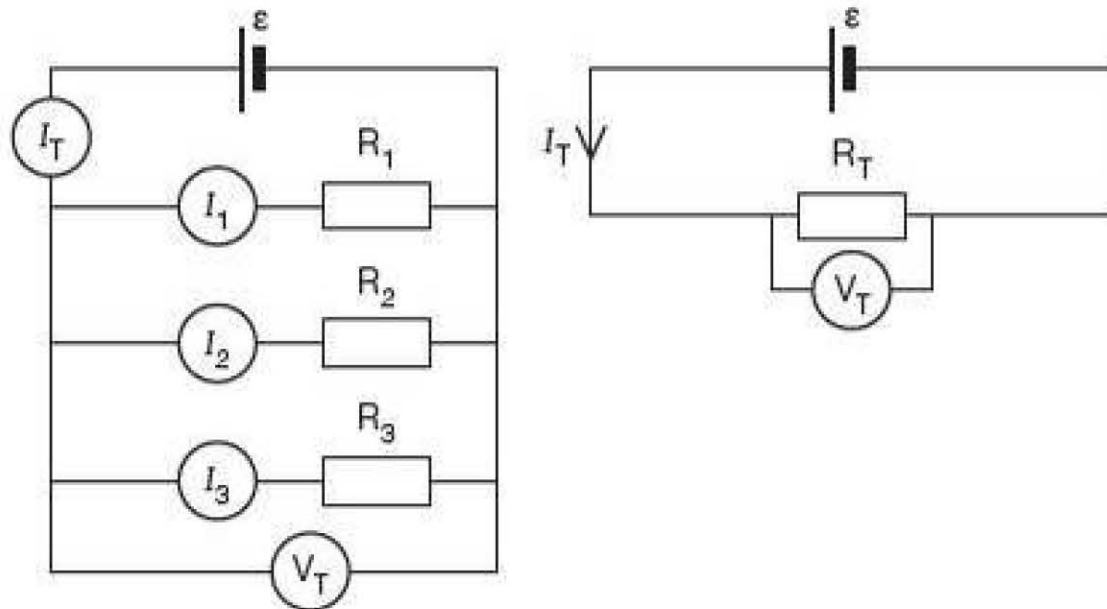 ε
ε
I_T
R_1
I_1
I_T
R_T
V_T
R_2
I_2
R_3
I_3
V_T